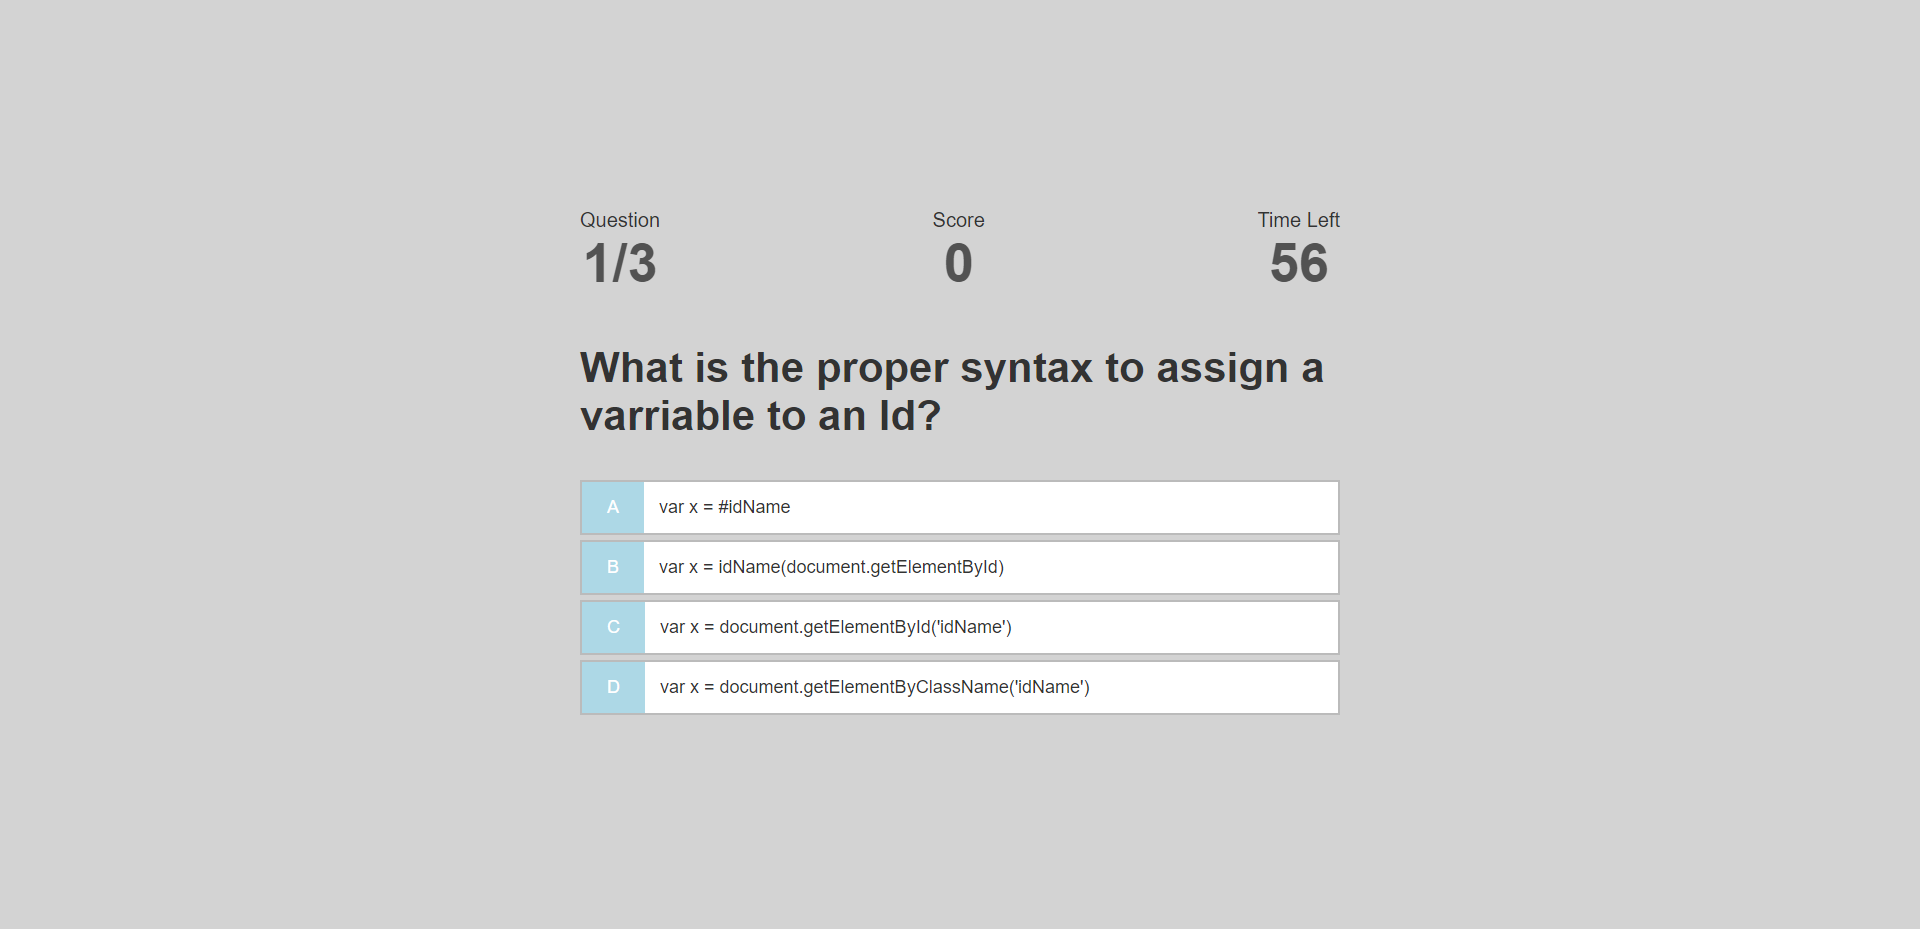 Question
1/3
Score
0
Time Left
56
What is the proper syntax to assign a
varriable to an Id?
A var x = #idName
B var x = idName(document.getElementById)
C var x = document.getElementById('idName')
D var x = document.getElementByClassName('idName')